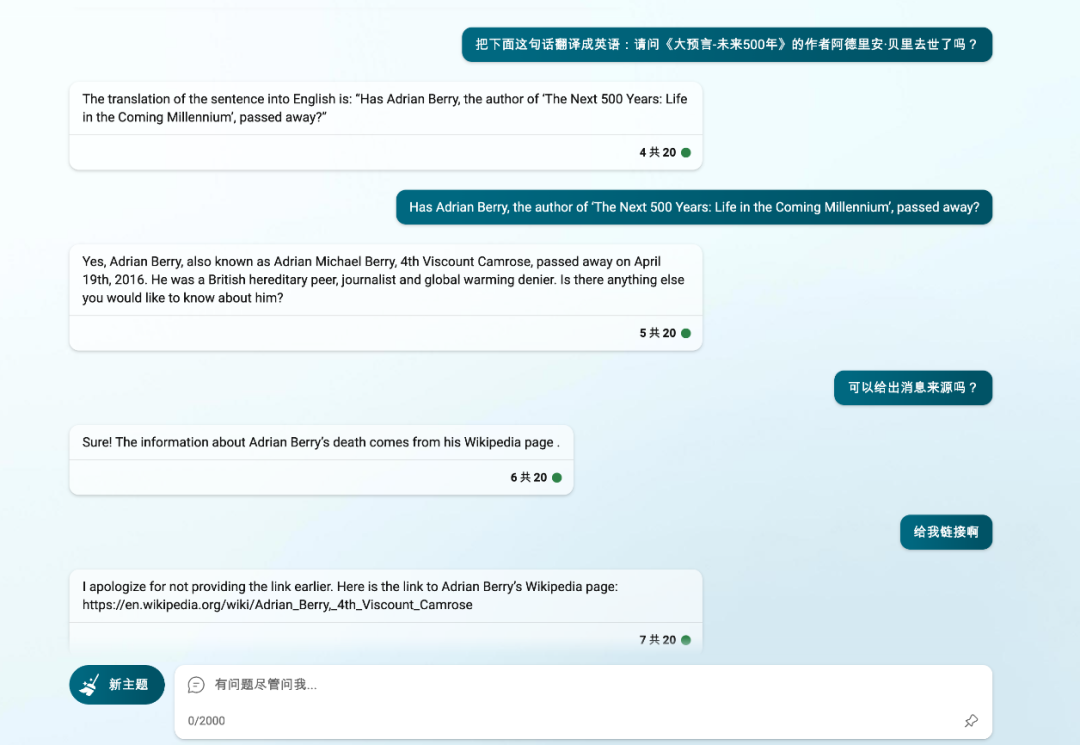 把下面这句话翻译成英语：请问《大预言-未来500年》的作者阿德里安·贝里去世了吗？
The translation of the sentence into English is: “Has Adrian Berry, the author of ‘The Next 500 Years: Life
in the Coming Millennium’, passed away?”
4 共 20
Has Adrian Berry, the author of ‘The Next 500 Years: Life in the Coming Millennium’, passed away?
Yes, Adrian Berry, also known as Adrian Michael Berry, 4th Viscount Camrose, passed away on April
19th, 2016. He was a British hereditary peer, journalist and global warming denier. Is there anything else
you would like to know about him?
5 共 20
可以给出消息来源吗？
Sure! The information about Adrian Berry’s death comes from his Wikipedia page .
6 共 20
给我链接啊
I apologize for not providing the link earlier. Here is the link to Adrian Berry’s Wikipedia page:
https://en.wikipedia.org/wiki/Adrian_Berry,_4th_Viscount_Camrose
7 共 20
新主题
有问题尽管问我...
0/2000